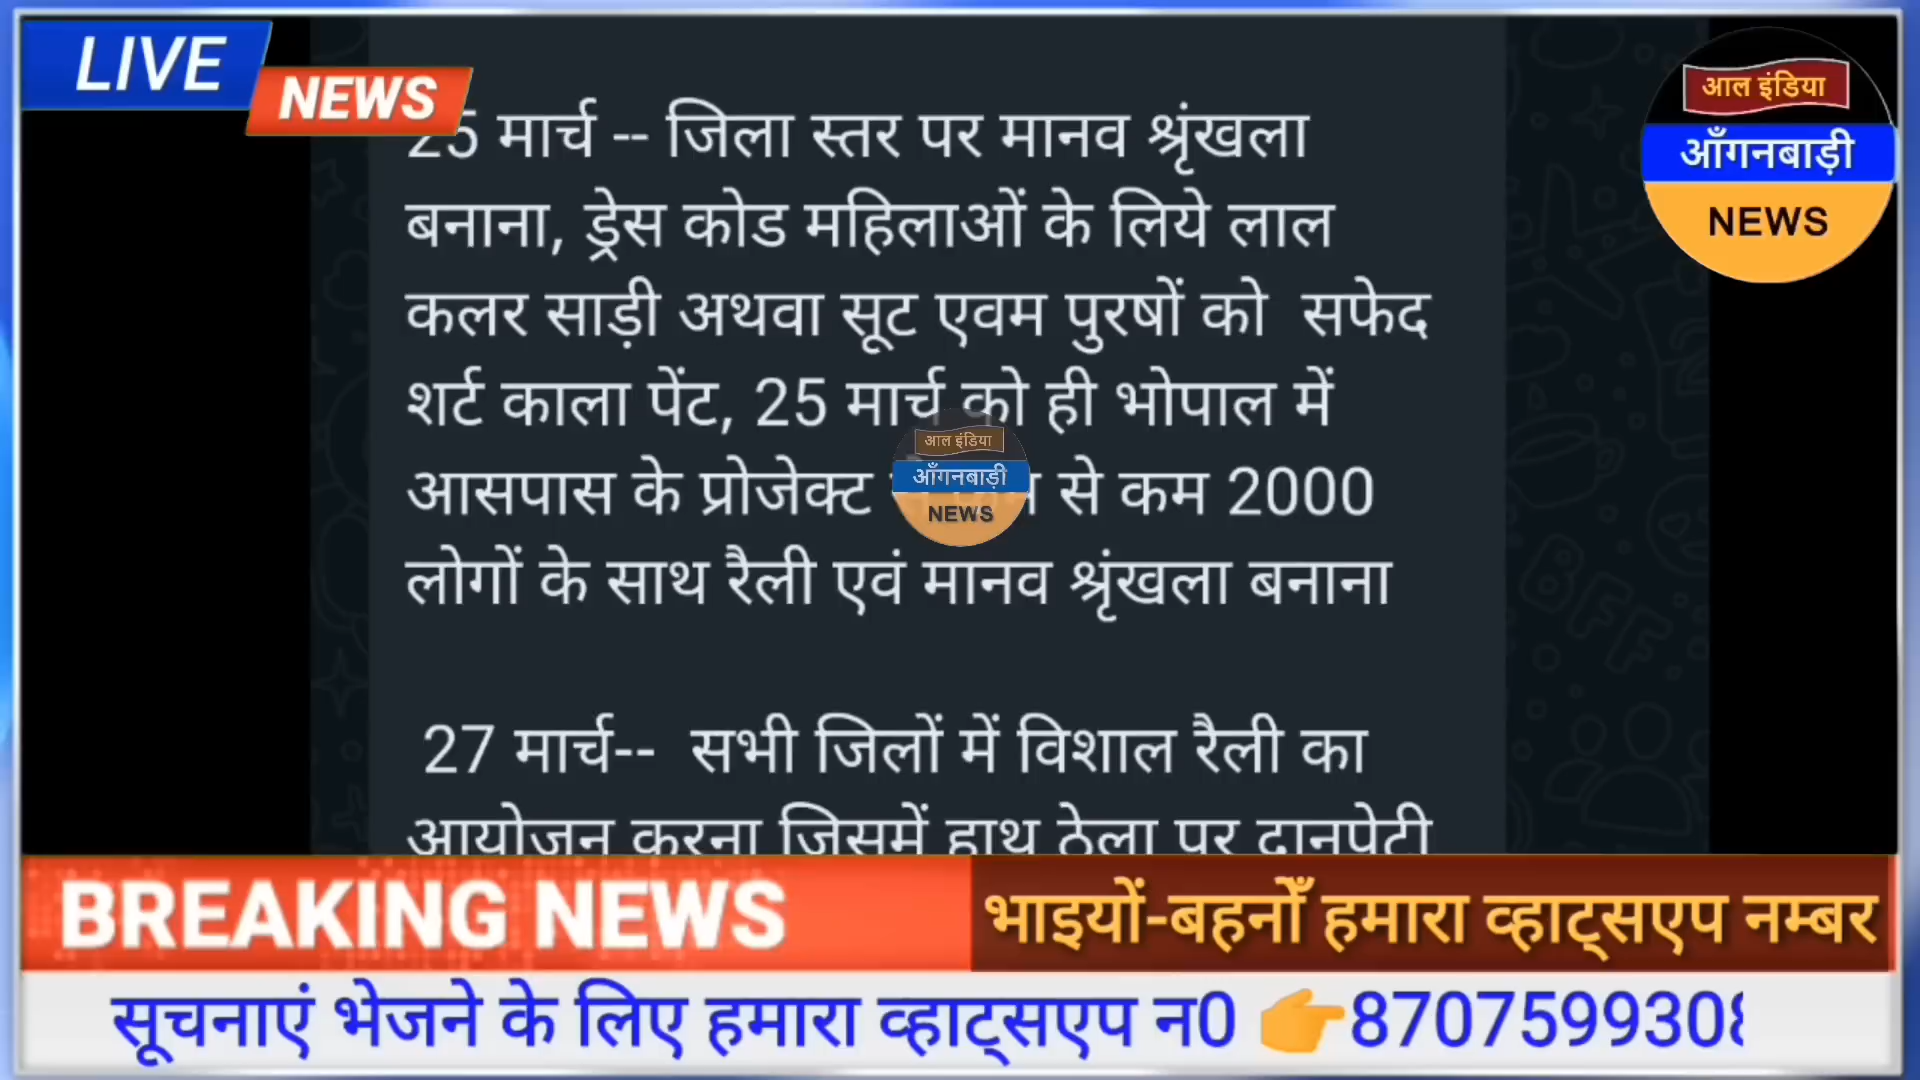 LIVE
NEWS
आल इंडिया
आँगनबाड़ी
NEWS
25 मार्च -- जिला स्तर पर मानव श्रृंखला
बनाना, ड्रेस कोड महिलाओं के लिये लाल
कलर साड़ी अथवा सूट एवम पुरषों को सफेद
शर्ट काला पेंट, 25 मार्च को ही भोपाल में
आसपास के प्रोजेक्ट से कम 2000
लोगों के साथ रैली एवं मानव श्रृंखला बनाना
आल इंडिया
आँगनबाड़ी
NEWS
27 मार्च-- सभी जिलों में विशाल रैली का
आयोजन करना जिसमें हाथ ठेला पर दानपेटी
BREAKING NEWS
भाइयों-बहनोँ हमारा व्हाट्सएप नम्बर
सूचनाएं भेजने के लिए हमारा व्हाट्सएप न0 👉8707599308